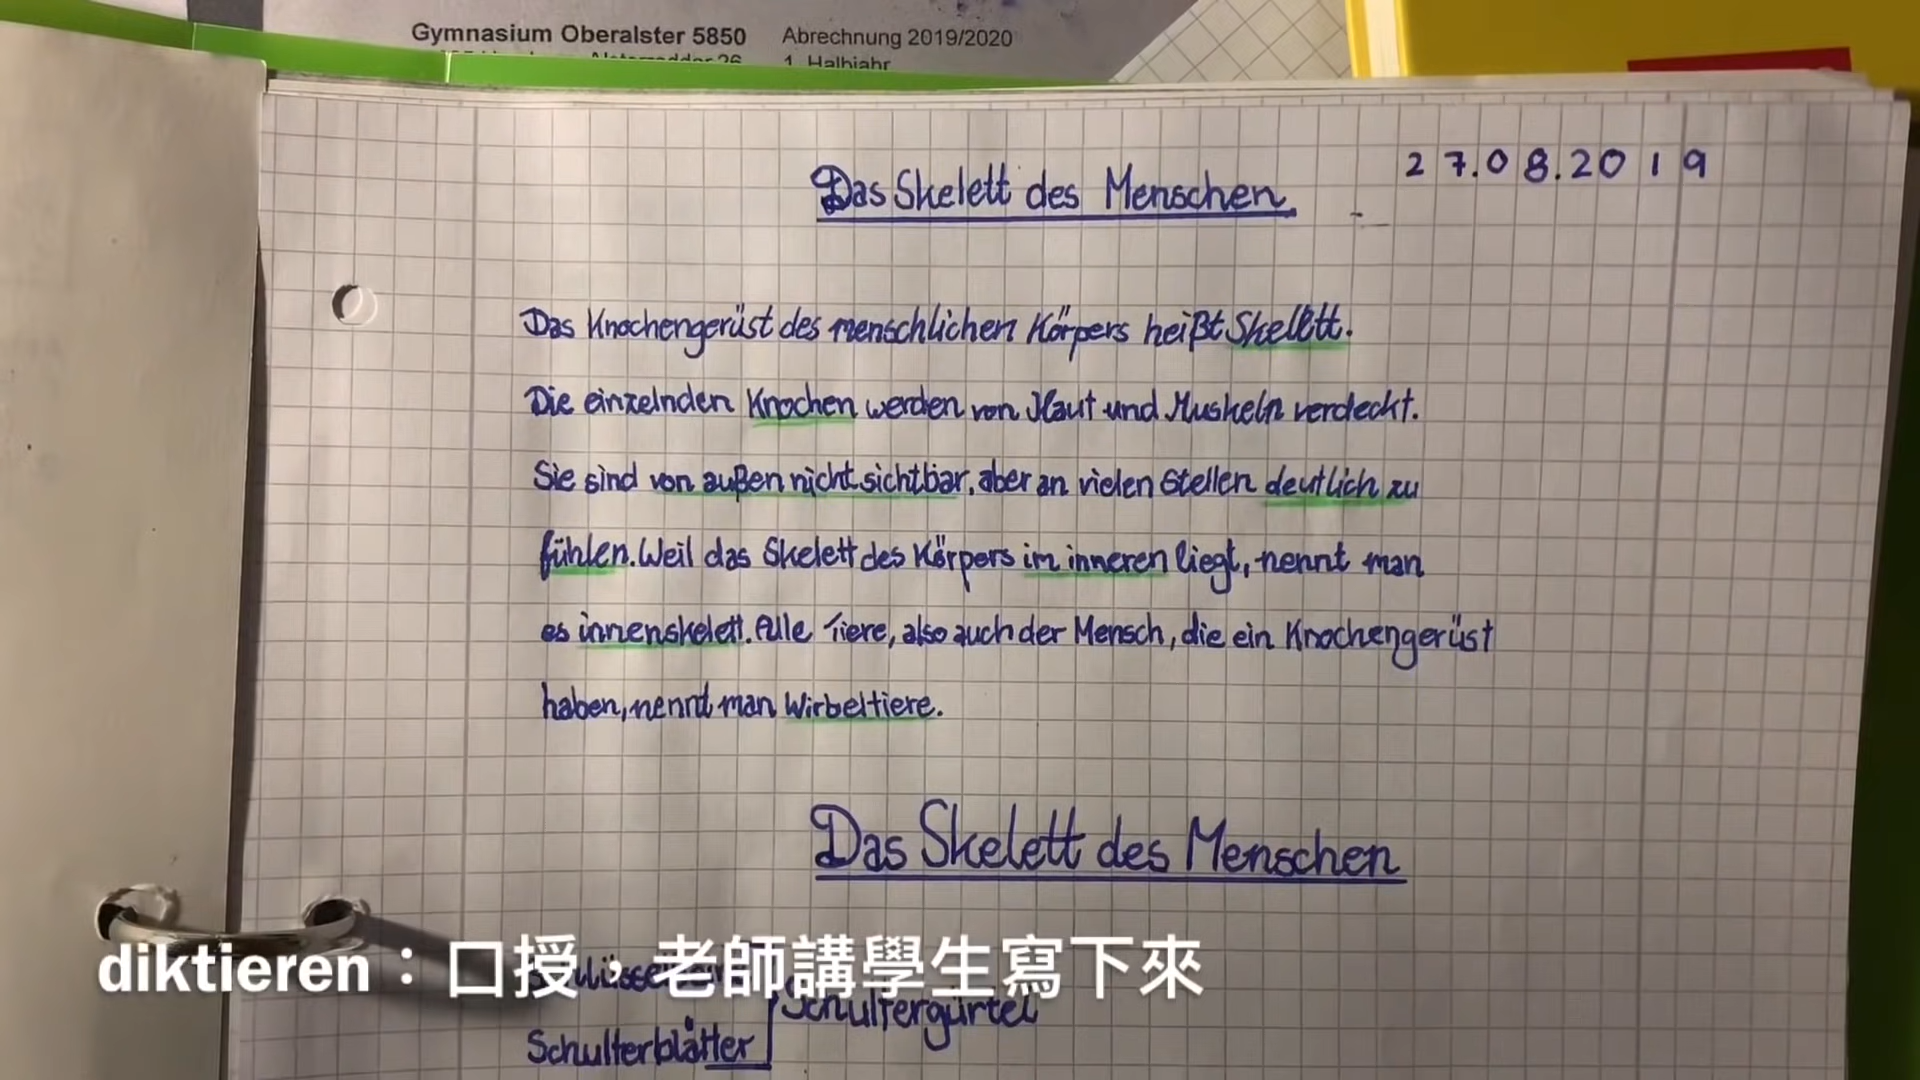 Gymnasium Oberalster 5850 Abrechnung 2019/2020
1. Halbjahr
27.08.2019
Das Skelett des Menschen
Das Knochengerüst des menschlichen Körpers heißt Skelett.
Die einzelnden Knochen werden von Haut und Muskeln verdeckt.
Sie sind von außen nicht sichtbar, aber an vielen Stellen deutlich zu
fühlen. Weil das Skelett des Körpers im inneren liegt, nennt man
es innenskelett. Alle Tiere, also auch der Mensch, die ein Knochengerüst
haben, nennt man Wirbeltiere.
Das Skelett des Menschen
diktieren：口授，老師講學生寫下來
Schultergürtel
Schulterblätter